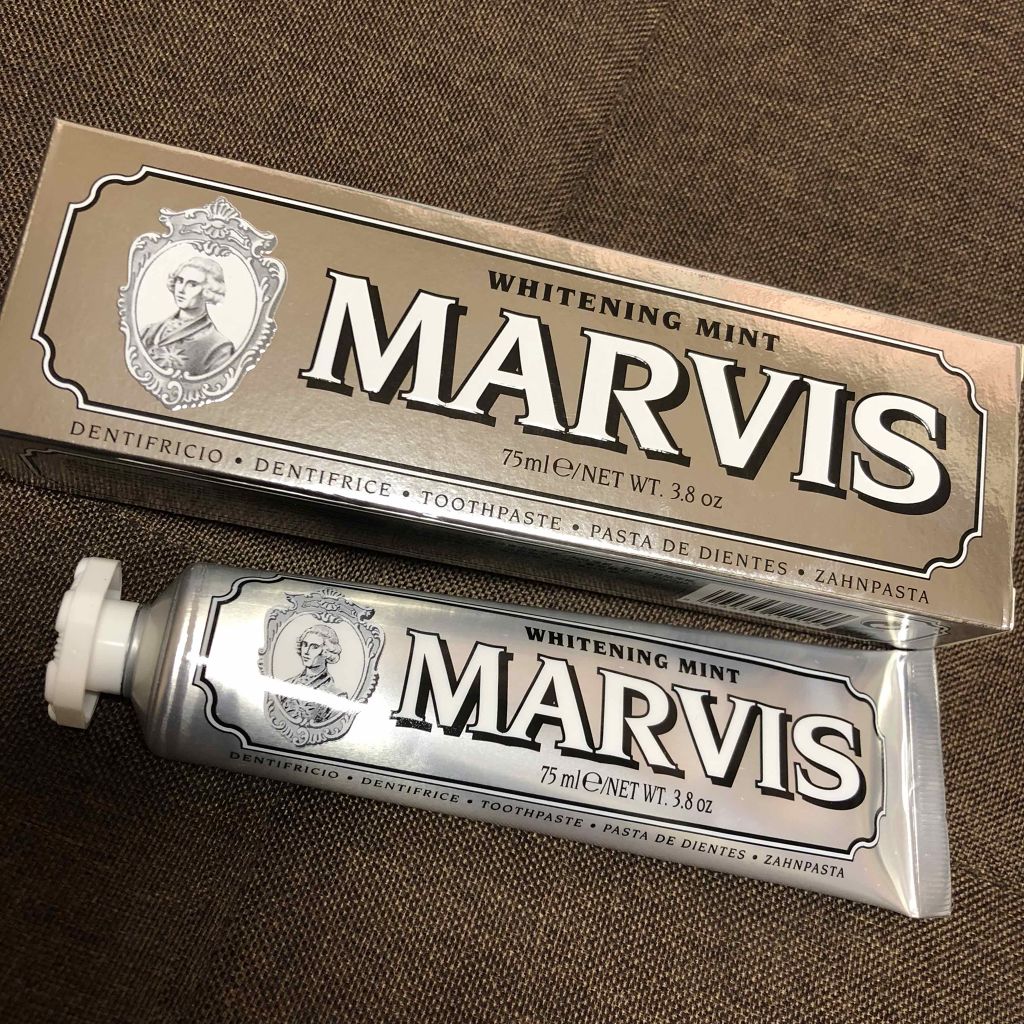 WHITENING MINT
MARVIS
75ml ℮/NET WT. 3.8 oz
DENTIFRICIO • DENTIFRICE • TOOTHPASTE • PASTA DE DIENTES • ZAHNPASTA
WHITENING MINT
MARVIS
75 ml ℮/NET WT. 3.8 oz
DENTIFRICIO • DENTIFRICE • TOOTHPASTE • PASTA DE DIENTES • ZAHNPASTA